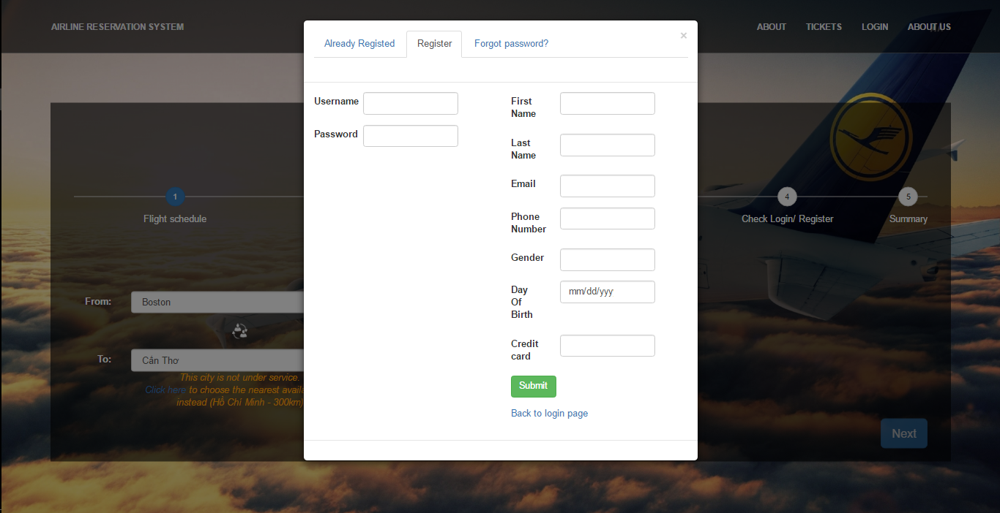 AIRLINE RESERVATION SYSTEM
ABOUT TICKETS LOGIN ABOUT US
Already Registed Register Forgot password? ×
Username
Password
First
Name
Last
Name
Email
Phone
Number
Gender
Day
Of
Birth
mm/dd/yyy
Credit
card
Submit
Back to login page
1
Flight schedule
4
Check Login/ Register
5
Summary
From: Boston
To: Cân Thơ
This city is not under service.
Click here to choose the nearest
instead (Hồ Chí Minh - 300km)
Next